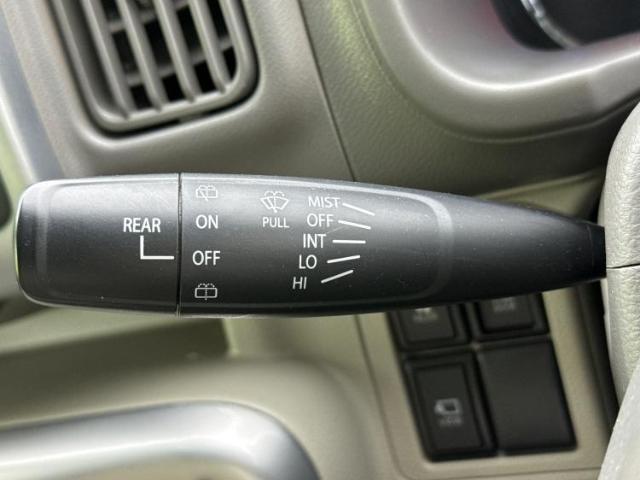 REAR
ON
OFF
PULL
MIST
OFF
INT
LO
HI